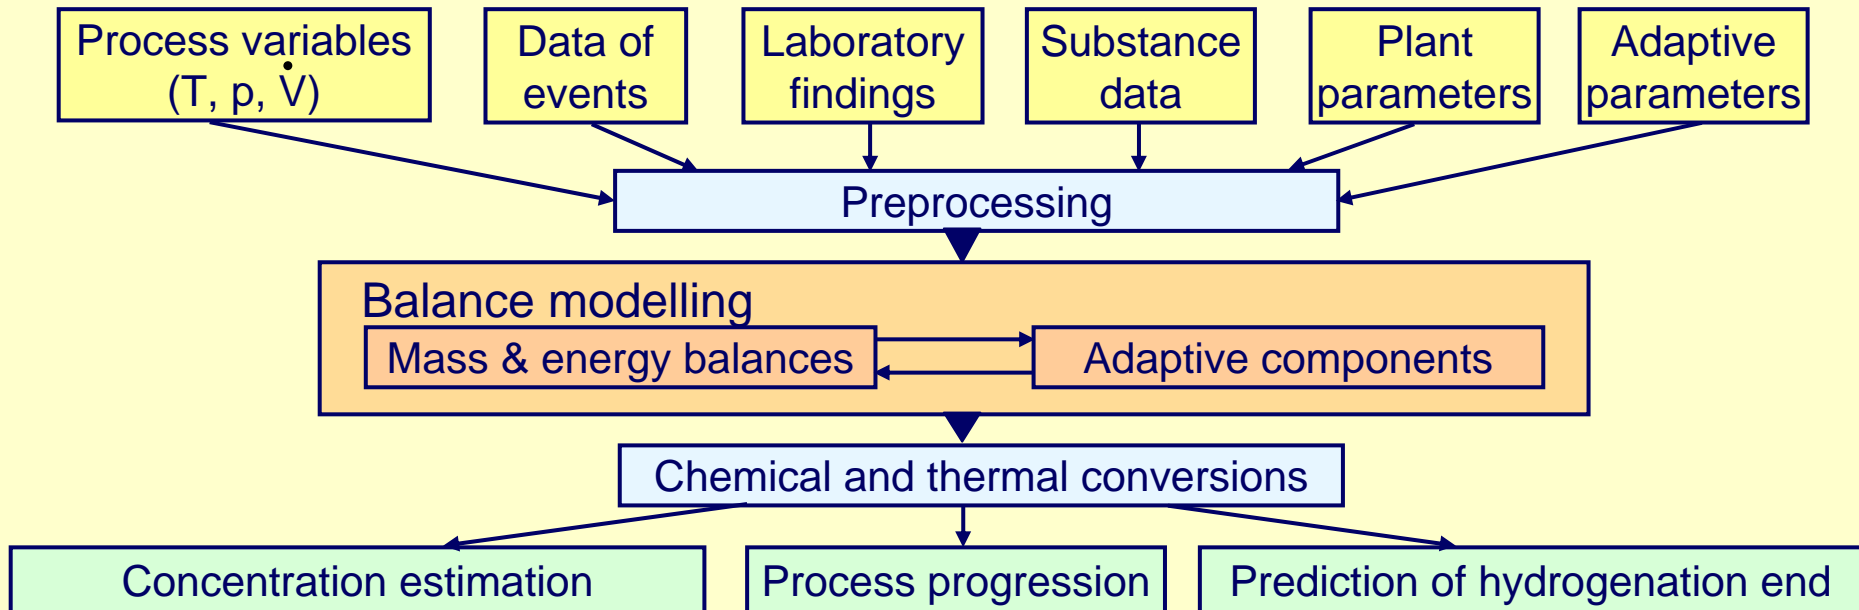 Process variables
(T, p, V̇)
Data of
events
Laboratory
findings
Substance
data
Plant
parameters
Adaptive
parameters
Preprocessing
Balance modelling
Mass & energy balances
Adaptive components
Chemical and thermal conversions
Concentration estimation
Process progression
Prediction of hydrogenation end